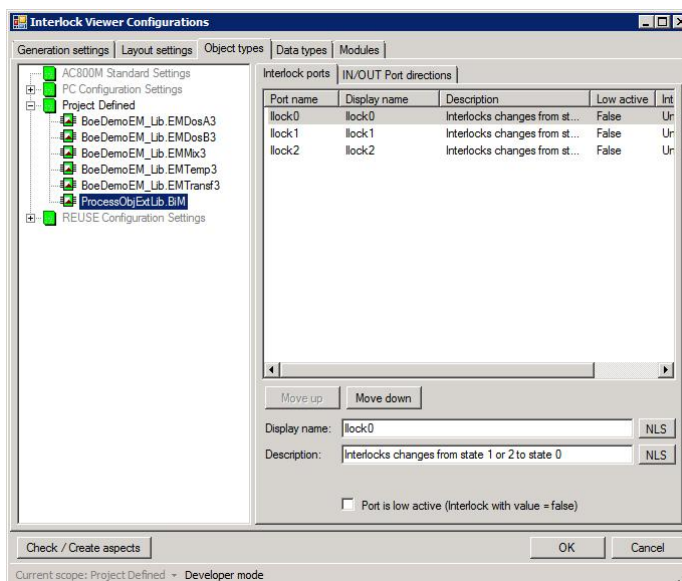 Interlock Viewer Configurations
Generation settings Layout settings Object types Data types Modules
AC800M Standard Settings
PC Configuration Settings
Project Defined
BoeDemoEM_Lib.EMDosA3
BoeDemoEM_Lib.EMDosB3
BoeDemoEM_Lib.EMMix3
BoeDemoEM_Lib.EMTemp3
BoeDemoEM_Lib.EMTransf3
ProcessObjExtLib.BiM
REUSE Configuration Settings
Interlock ports IN/OUT Port directions
Port name Display name Description Low active Int
Ilock0 Ilock0 Interlocks changes from st... False Un
Ilock1 Ilock1 Interlocks changes from st... False Un
Ilock2 Ilock2 Interlocks changes from st... False Un
Move up Move down
Display name: Ilock0 NLS
Description: Interlocks changes from state 1 or 2 to state 0 NLS
Port is low active (Interlock with value = false)
Check / Create aspects OK Cancel
Current scope: Project Defined Developer mode